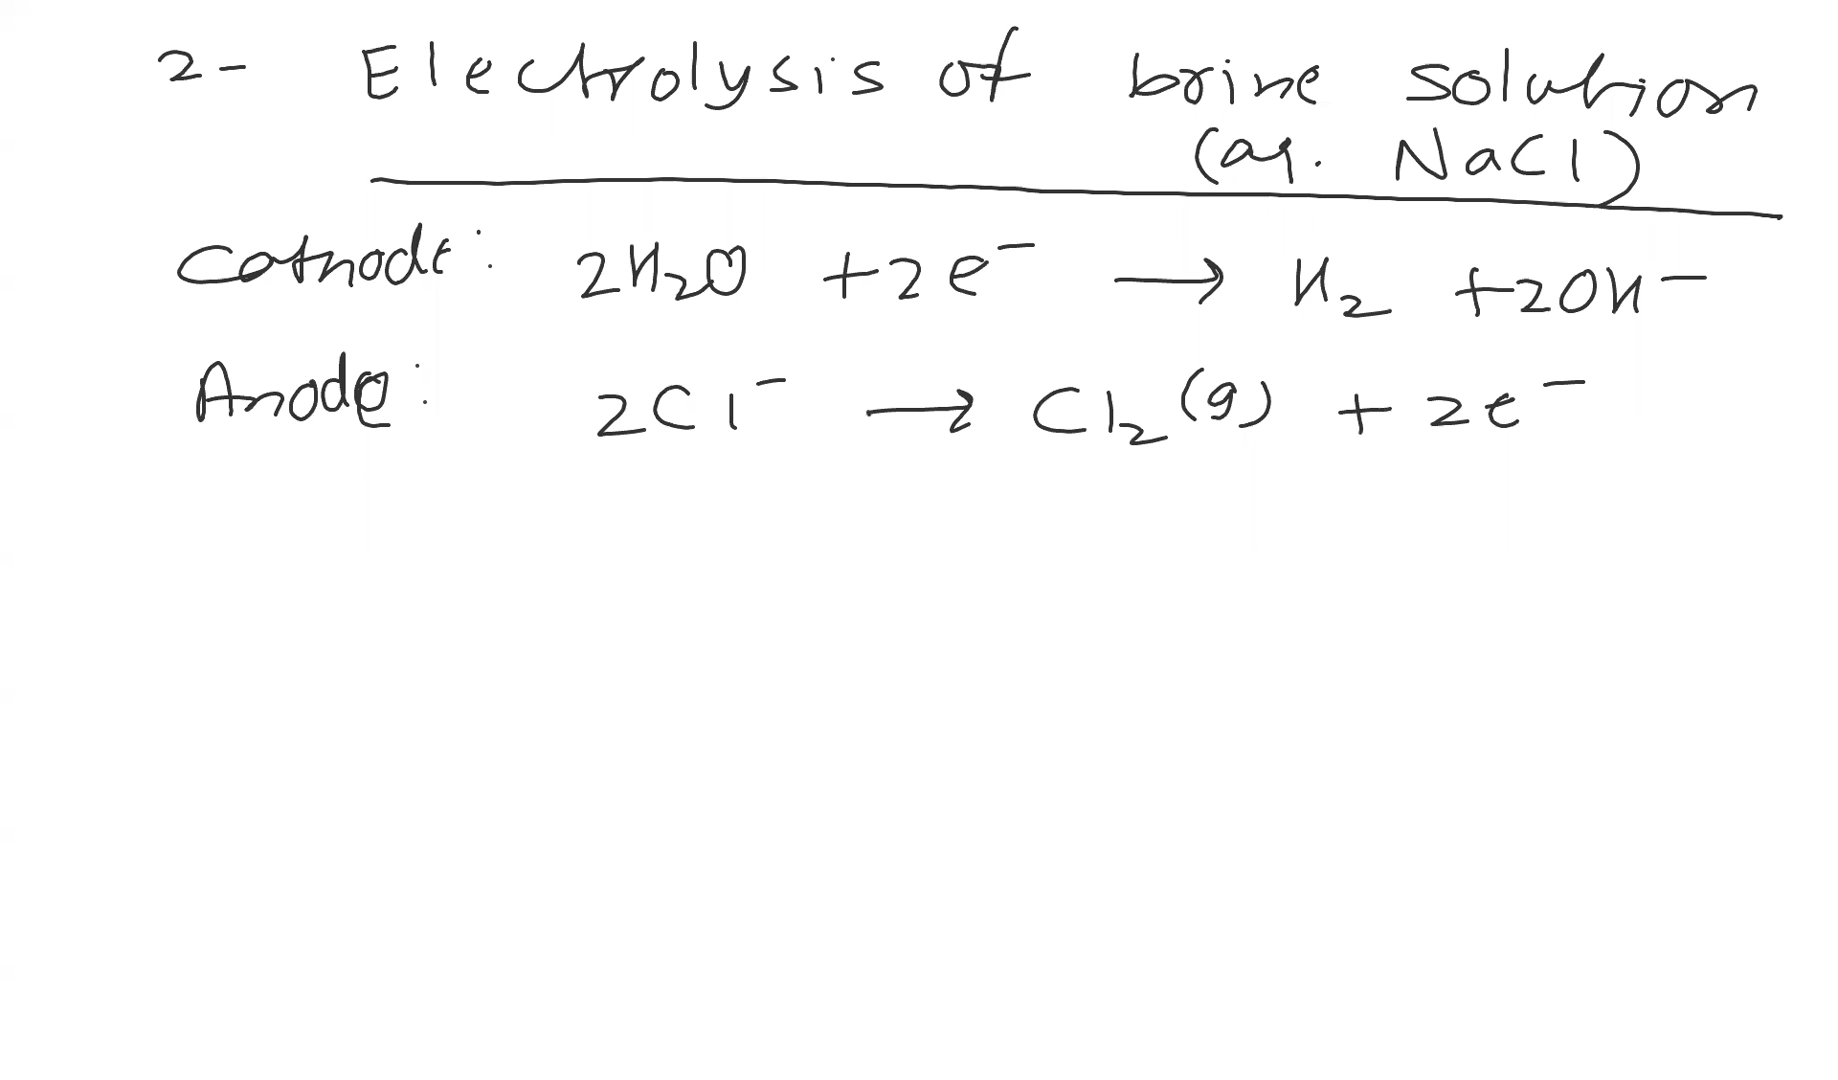 2- Electrolysis of brine solution
(aq. NaCl)
Cathode: 2H₂O + 2e⁻ → H₂ + 2OH⁻
Anode: 2Cl⁻ → Cl₂(g) + 2e⁻